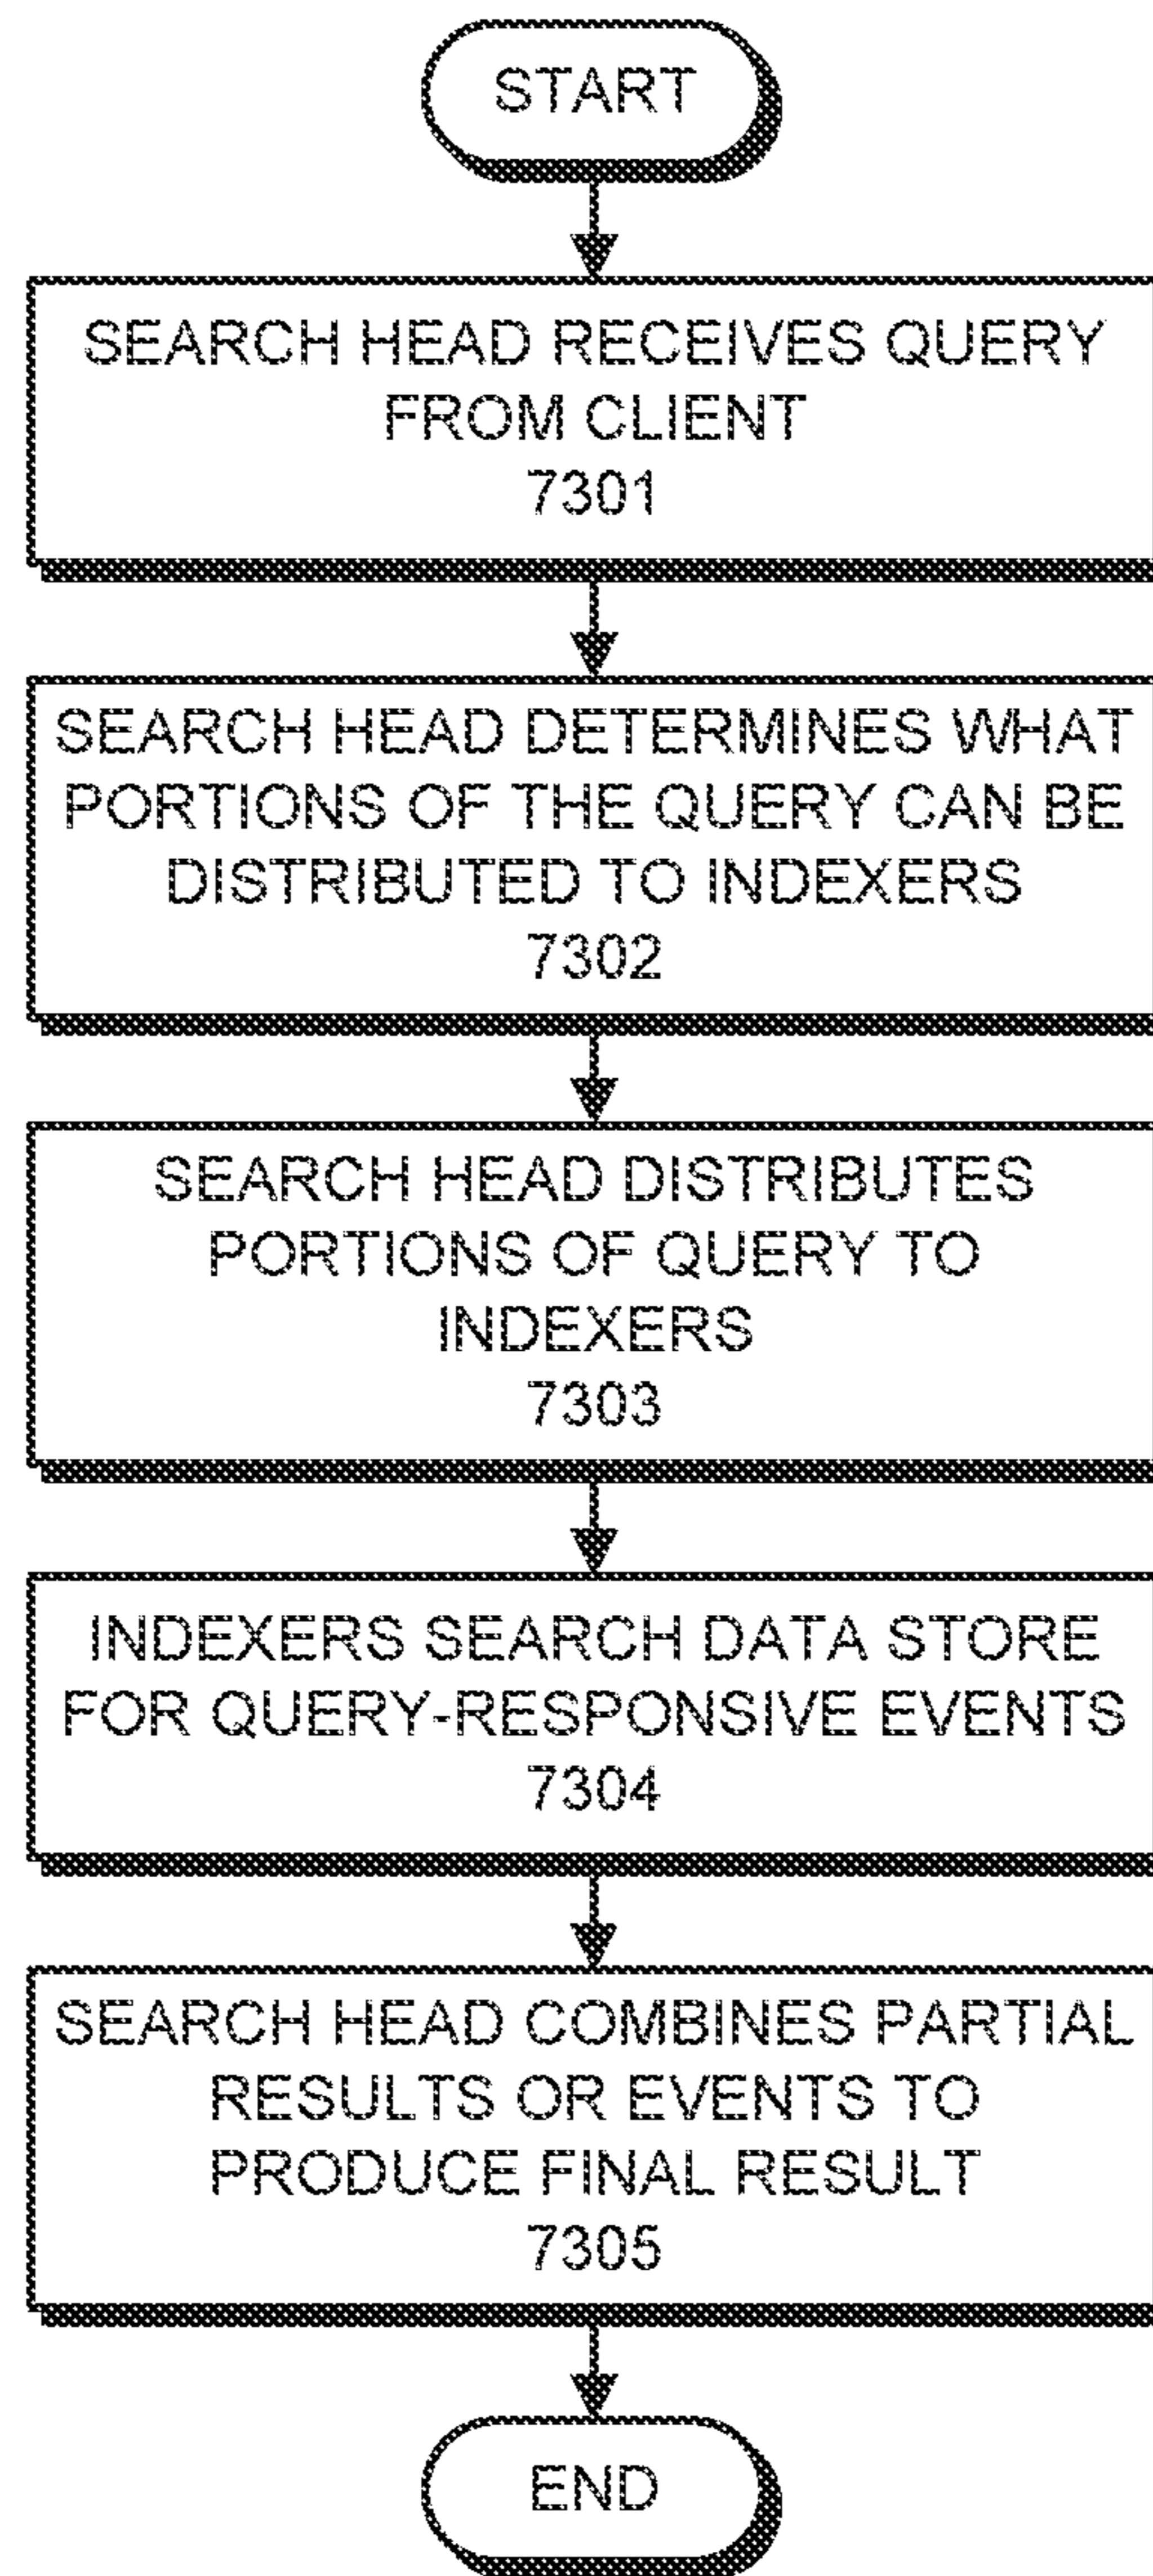 START
SEARCH HEAD RECEIVES QUERY
FROM CLIENT
7301
SEARCH HEAD DETERMINES WHAT
PORTIONS OF THE QUERY CAN BE
DISTRIBUTED TO INDEXERS
7302
SEARCH HEAD DISTRIBUTES
PORTIONS OF QUERY TO
INDEXERS
7303
INDEXERS SEARCH DATA STORE
FOR QUERY-RESPONSIVE EVENTS
7304
SEARCH HEAD COMBINES PARTIAL
RESULTS OR EVENTS TO
PRODUCE FINAL RESULT
7305
END